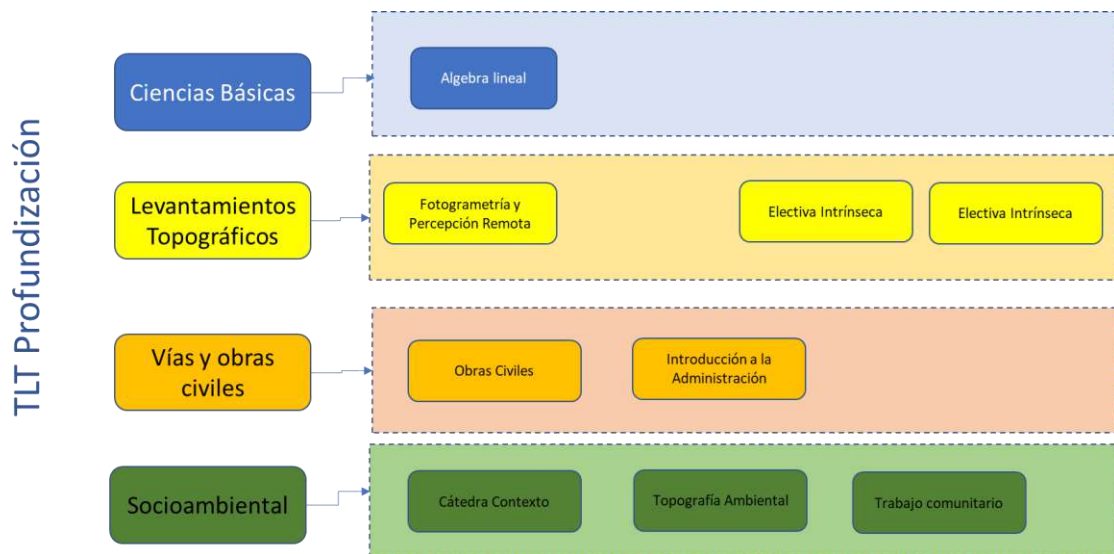 TLT Profundización
Ciencias Básicas
Algebra lineal
Levantamientos
Topográficos
Fotogrametría y
Percepción Remota
Electiva Intrínseca
Electiva Intrínseca
Vías y obras
civiles
Obras Civiles
Introducción a la
Administración
Socioambiental
Cátedra Contexto
Topografía Ambiental
Trabajo comunitario